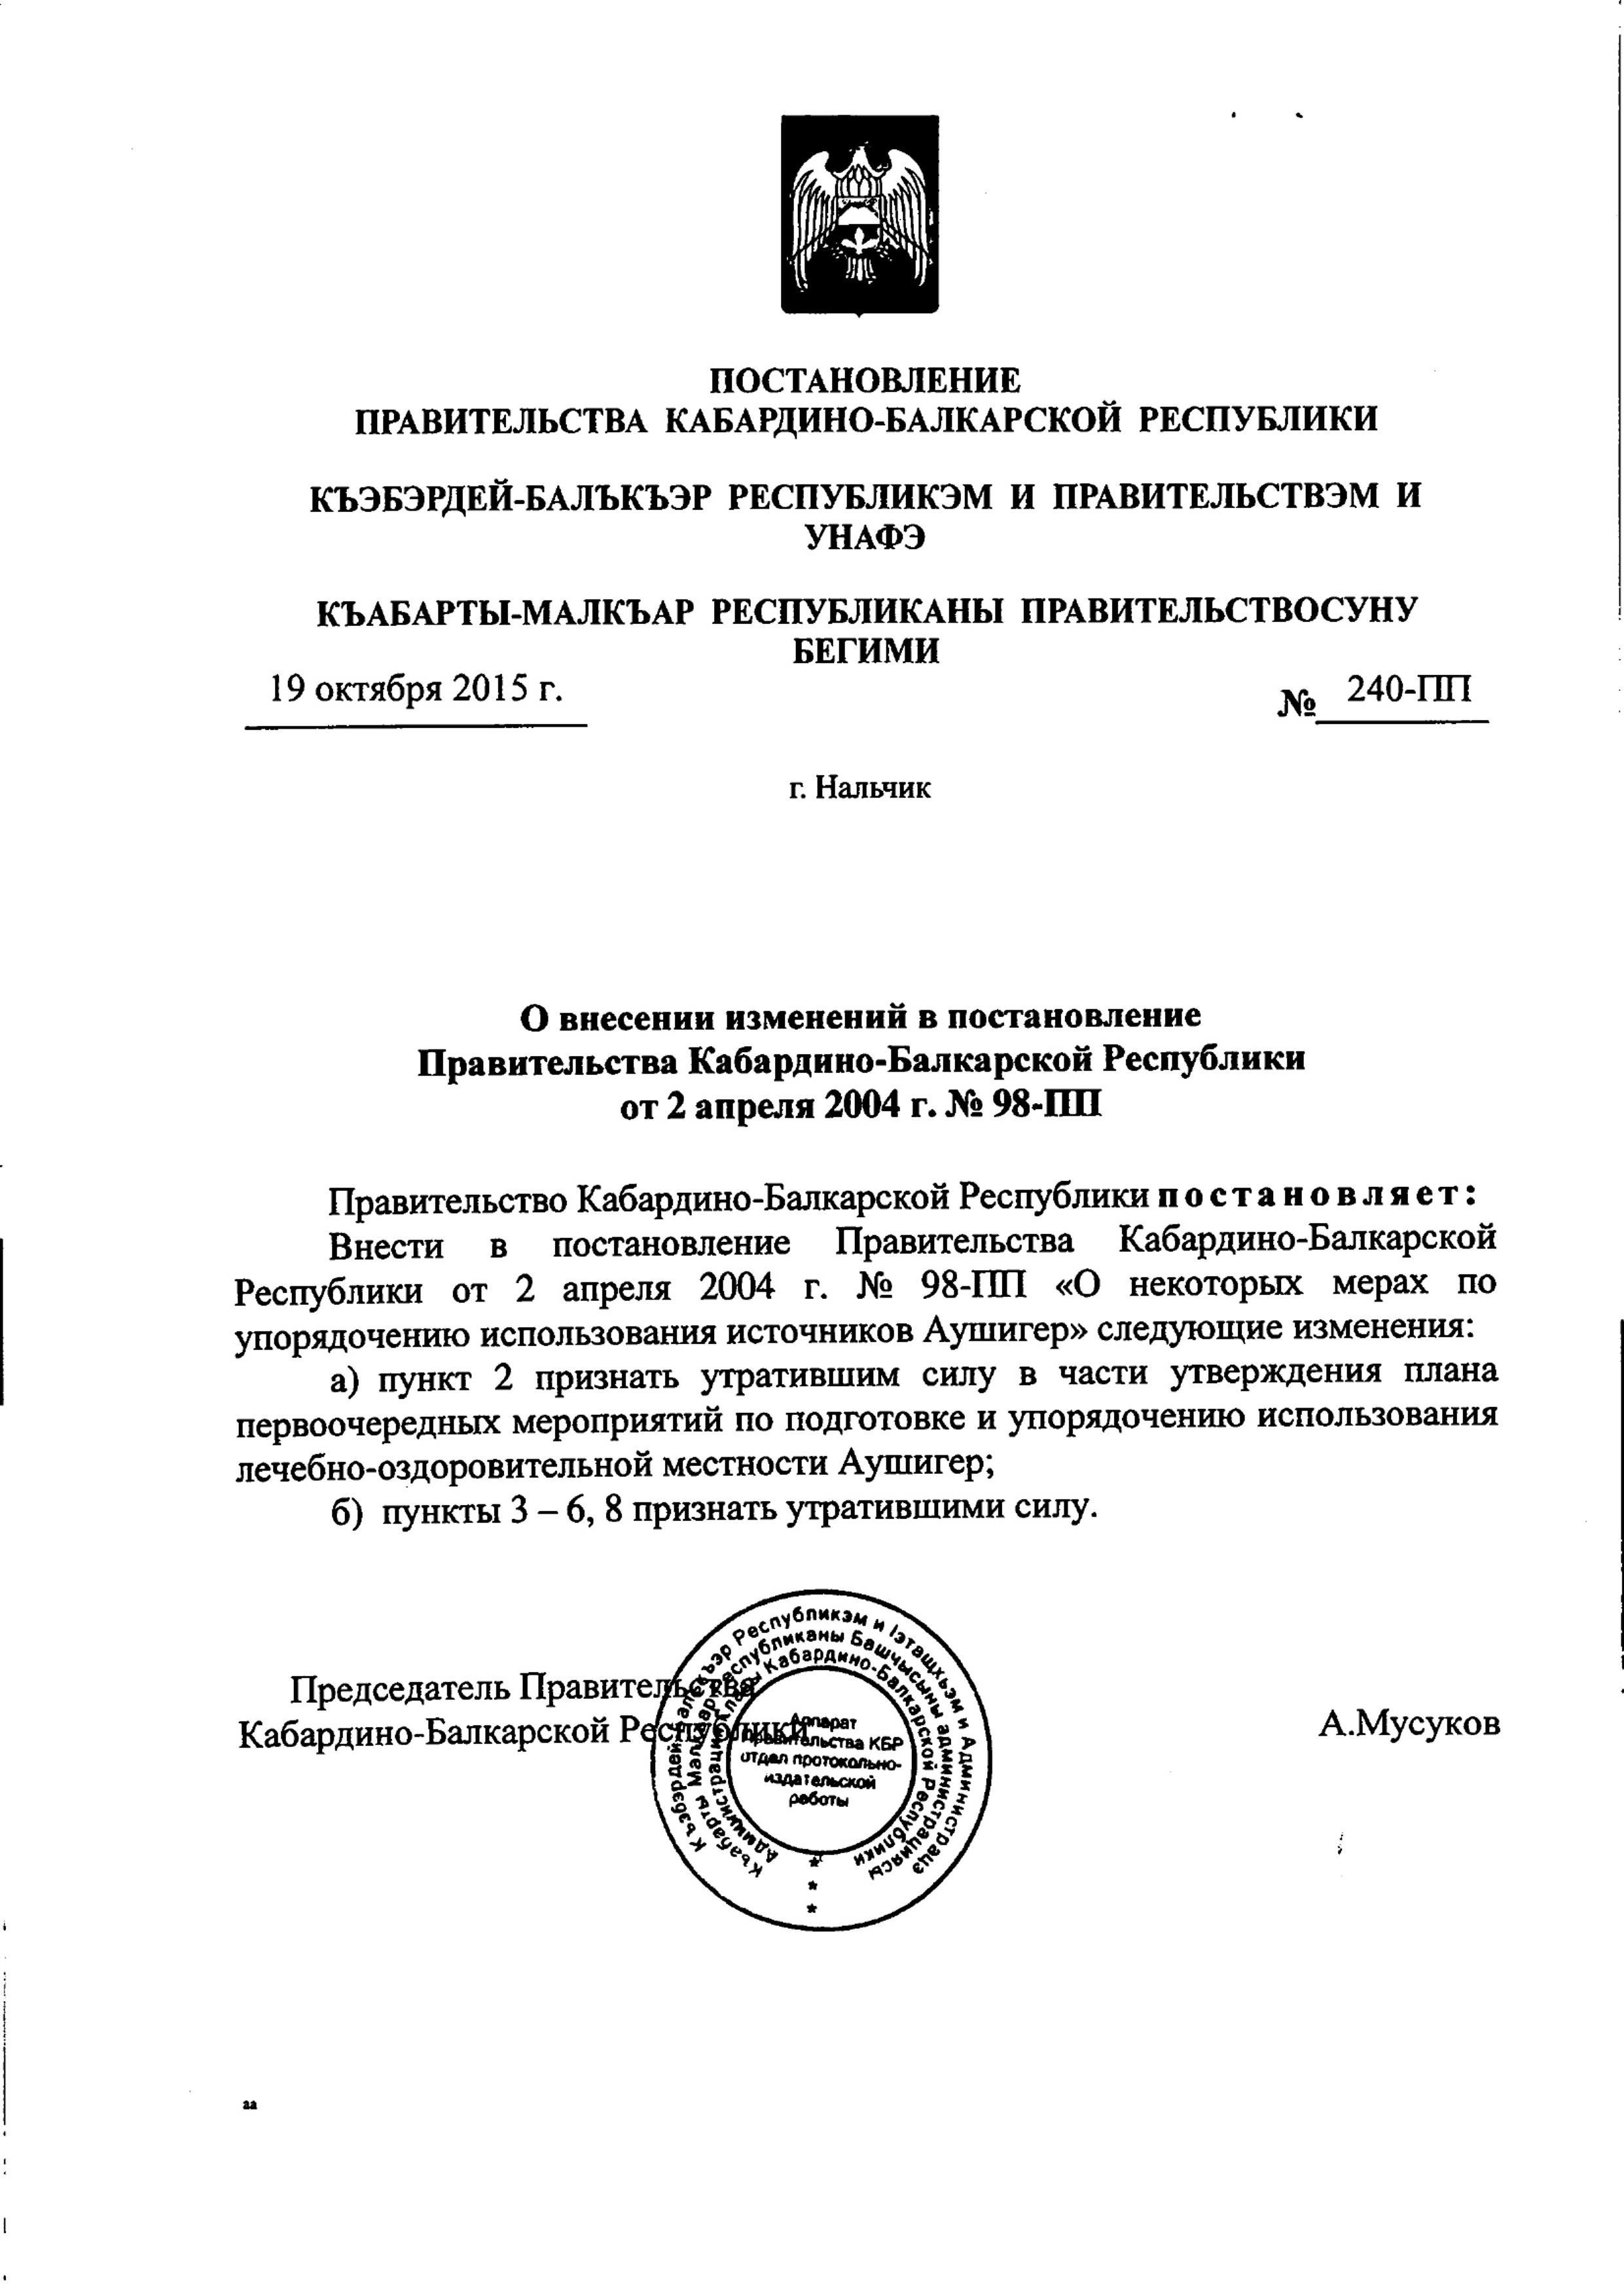 ПОСТАНОВЛЕНИЕ
ПРАВИТЕЛЬСТВА КАБАРДИНО-БАЛКАРСКОЙ РЕСПУБЛИКИ
КЪЭБЭРДЕЙ-БАЛЪКЪЭР РЕСПУБЛИКЭМ И ПРАВИТЕЛЬСТВЭМ И
УНАФЭ
КЪАБАРТЫ-МАЛКЪАР РЕСПУБЛИКАНЫ ПРАВИТЕЛЬСТВОСУНУ
БЕГИМИ
19 октября 2015 г.
№ 240-ПП
г. Нальчик
О внесении изменений в постановление
Правительства Кабардино-Балкарской Республики
от 2 апреля 2004 г. № 98-ПП
Правительство Кабардино-Балкарской Республики постановляет:
Внести в постановление Правительства Кабардино-Балкарской
Республики от 2 апреля 2004 г. № 98-ПП «О некоторых мерах по
упорядочению использования источников Аушигер» следующие изменения:
а) пункт 2 признать утратившим силу в части утверждения плана
первоочередных мероприятий по подготовке и упорядочению использования
лечебно-оздоровительной местности Аушигер;
б) пункты 3 – 6, 8 признать утратившими силу.
Председатель Правительства
Кабардино-Балкарской Республики
А.Мусуков
Къэбэрдей-Балъкъэр Республикэм и Iэтащхьэм и Администрацэ
Къабарты Малкъар Республиканы Башчысыны администрациясы
Администрация Главы Кабардино-Балкарской Республики
Аппарат
Правительства КБР
отдел протокольно-
издательской
работы
аа